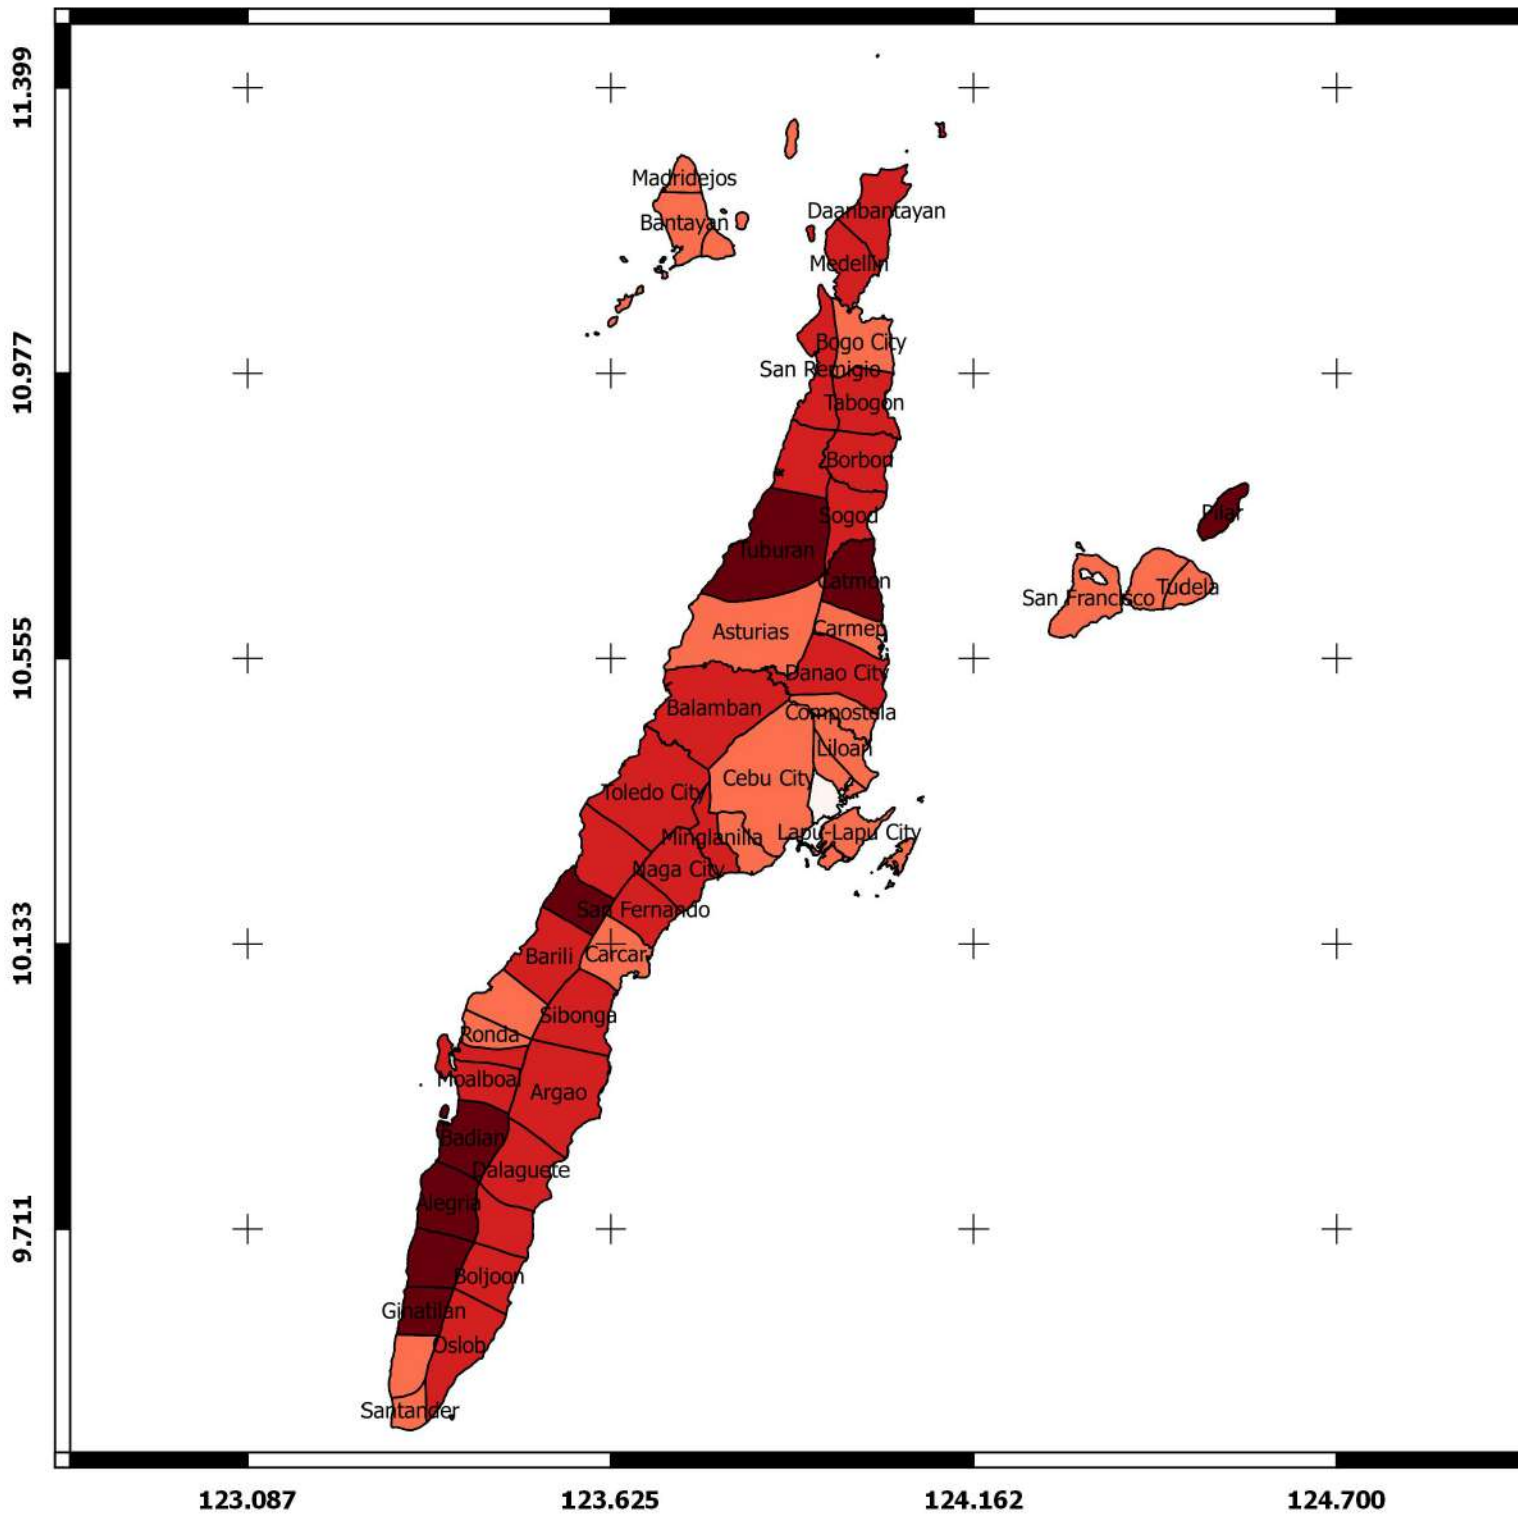 11.399
Madridejos
Daanbantayan
Bantayan
Medellin
Bogo City
San Remigio
10.977
Tabogon
Borbon
Pilar
Sogod
Tuburan
Catmon
Tudela
San Francisco
Carmen
Asturias
10.555
Danao City
Balamban
Compostela
Liloan
Cebu City
Toledo City
Lapu-Lapu City
Minglanilla
Naga City
San Fernando
10.133
Carcar
Barili
Sibonga
Ronda
Moalboal
Argao
Badian
Dalaguete
Alegria
9.711
Boljoon
Ginatilan
Oslob
Santander
123.087 123.625 124.162 124.700